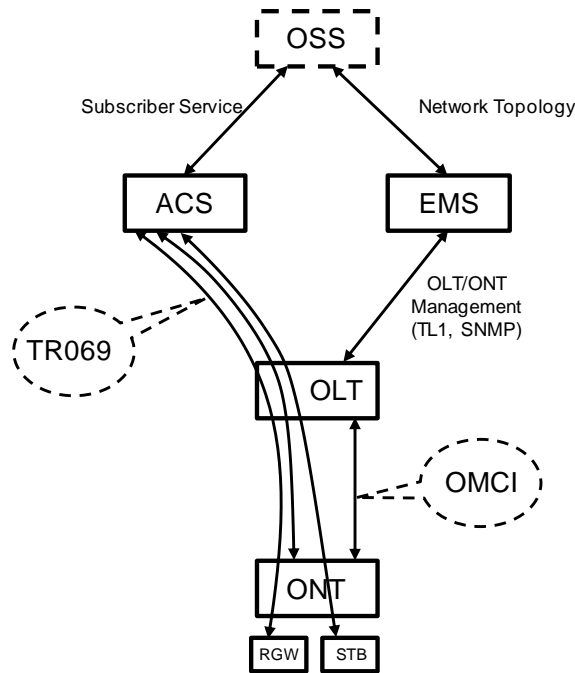 OSS
Subscriber Service
Network Topology
ACS
EMS
OLT/ONT
Management
(TL1, SNMP)
TR069
OLT
OMCI
ONT
RGW
STB